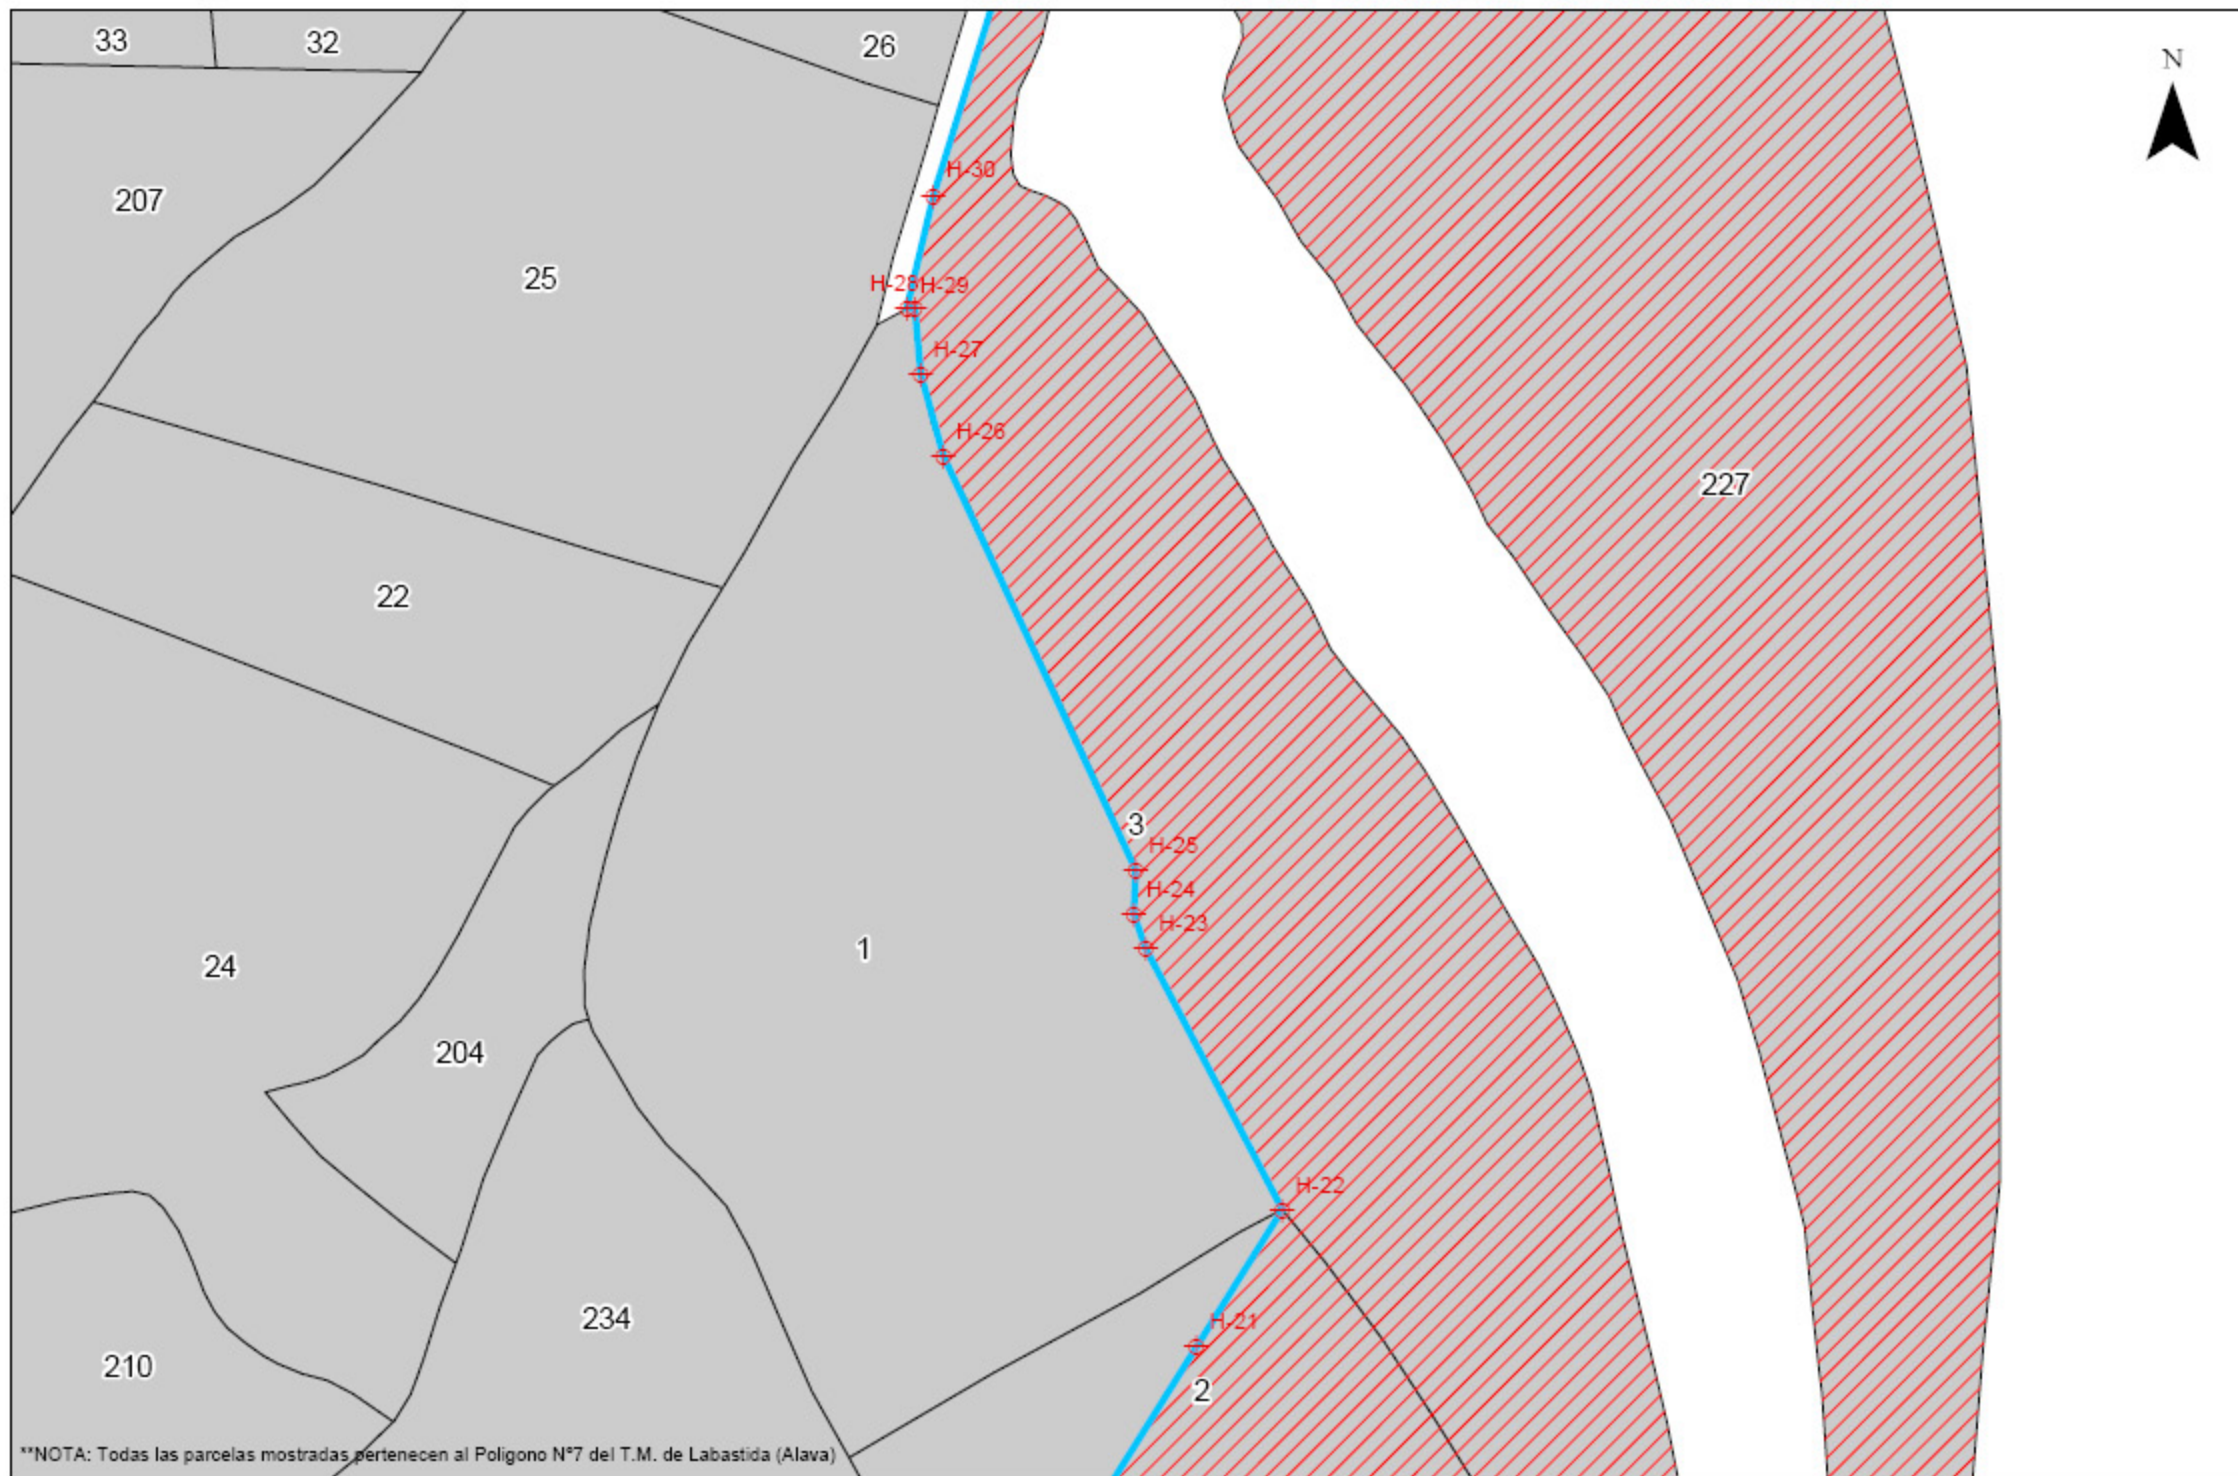 33
32
26
N
H-30
207
25
H-28
H-29
H-27
H-26
227
22
3
H-25
H-24
H-23
1
24
204
H-22
234
H-21
210
2
**NOTA: Todas las parcelas mostradas pertenecen al Poligono Nº7 del T.M. de Labastida (Alava)